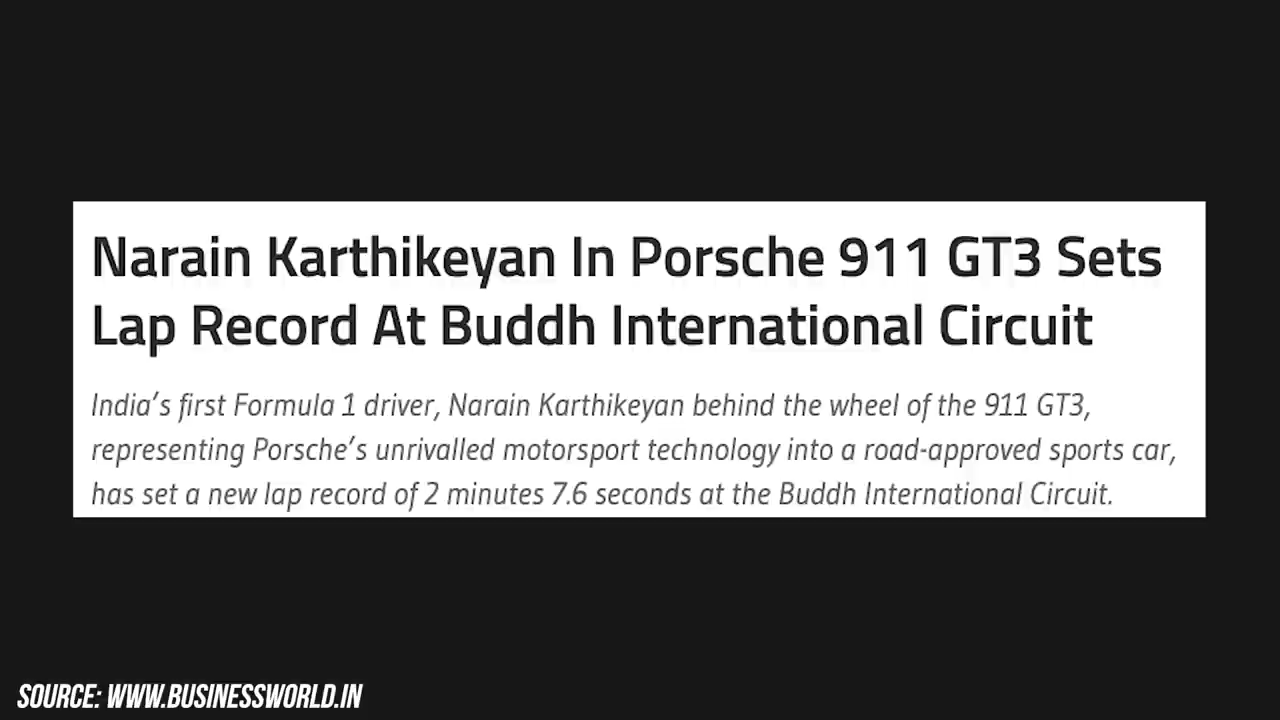 Narain Karthikeyan In Porsche 911 GT3 Sets
Lap Record At Buddh International Circuit
India’s first Formula 1 driver, Narain Karthikeyan behind the wheel of the 911 GT3,
representing Porsche’s unrivalled motorsport technology into a road-approved sports car,
has set a new lap record of 2 minutes 7.6 seconds at the Buddh International Circuit.
SOURCE: WWW.BUSINESSWORLD.IN